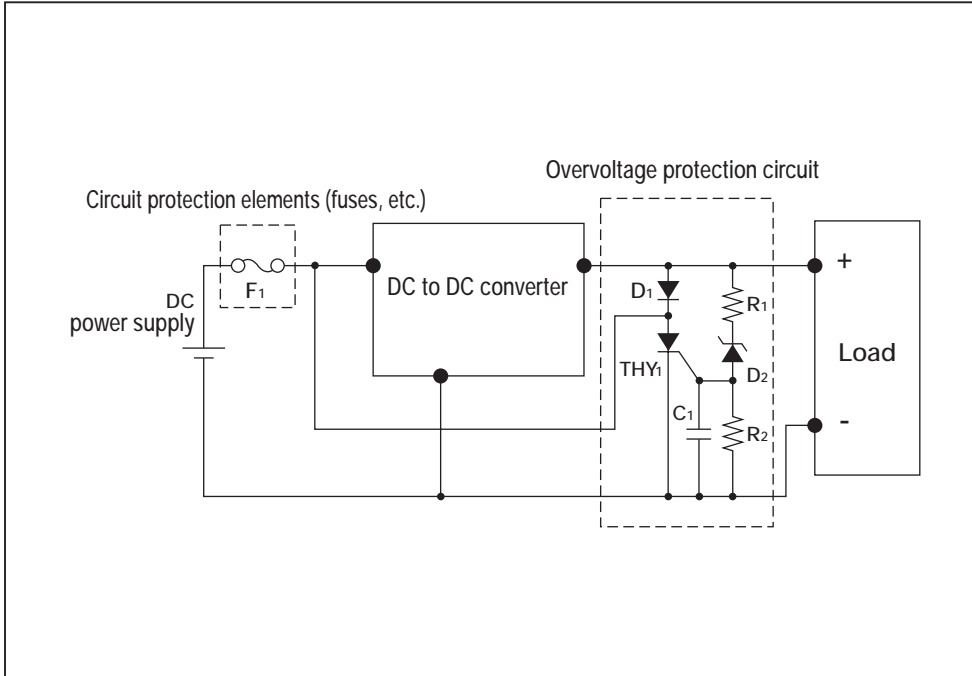 Overvoltage protection circuit
Circuit protection elements (fuses, etc.)
F1
DC
power supply
DC to DC converter
D1
R1
THY1
D2
C1
R2
+
Load
-